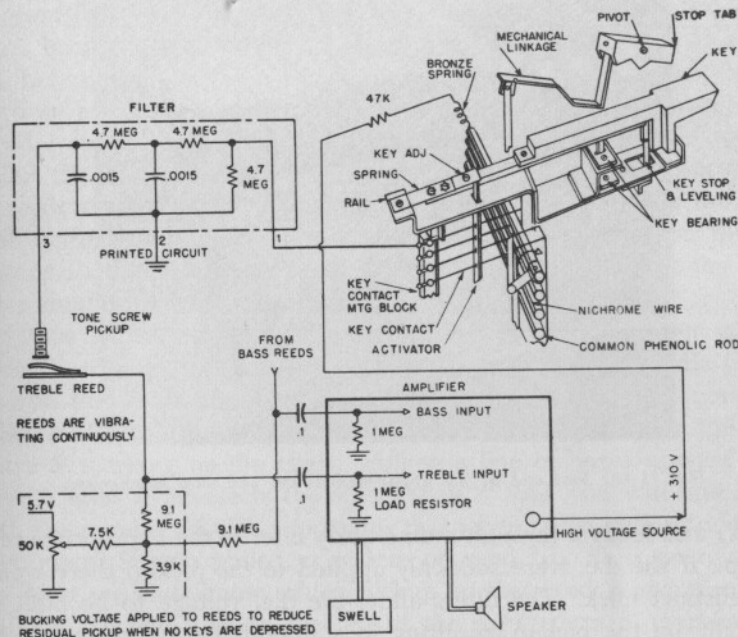 PIVOT
STOP TAB
MECHANICAL
LINKAGE
KEY
BRONZE
SPRING
47K
FILTER
4.7 MEG
4.7 MEG
.0015
.0015
4.7
MEG
KEY ADJ
SPRING
RAIL
KEY STOP
& LEVELING
KEY BEARING
3
2
1
PRINTED CIRCUIT
KEY
CONTACT
MTG BLOCK
KEY CONTACT
ACTIVATOR
NICHROME WIRE
COMMON PHENOLIC ROD
TONE SCREW
PICKUP
TREBLE REED
FROM
BASS REEDS
REEDS ARE VIBRA-
TING CONTINUOUSLY
AMPLIFIER
BASS INPUT
.1
1 MEG
TREBLE INPUT
.1
1 MEG
LOAD RESISTOR
+ 310 V
HIGH VOLTAGE SOURCE
5.7 V
9.1
MEG
50K
7.5K
9.1 MEG
3.9K
SWELL
SPEAKER
BUCKING VOLTAGE APPLIED TO REEDS TO REDUCE
RESIDUAL PICKUP WHEN NO KEYS ARE DEPRESSED